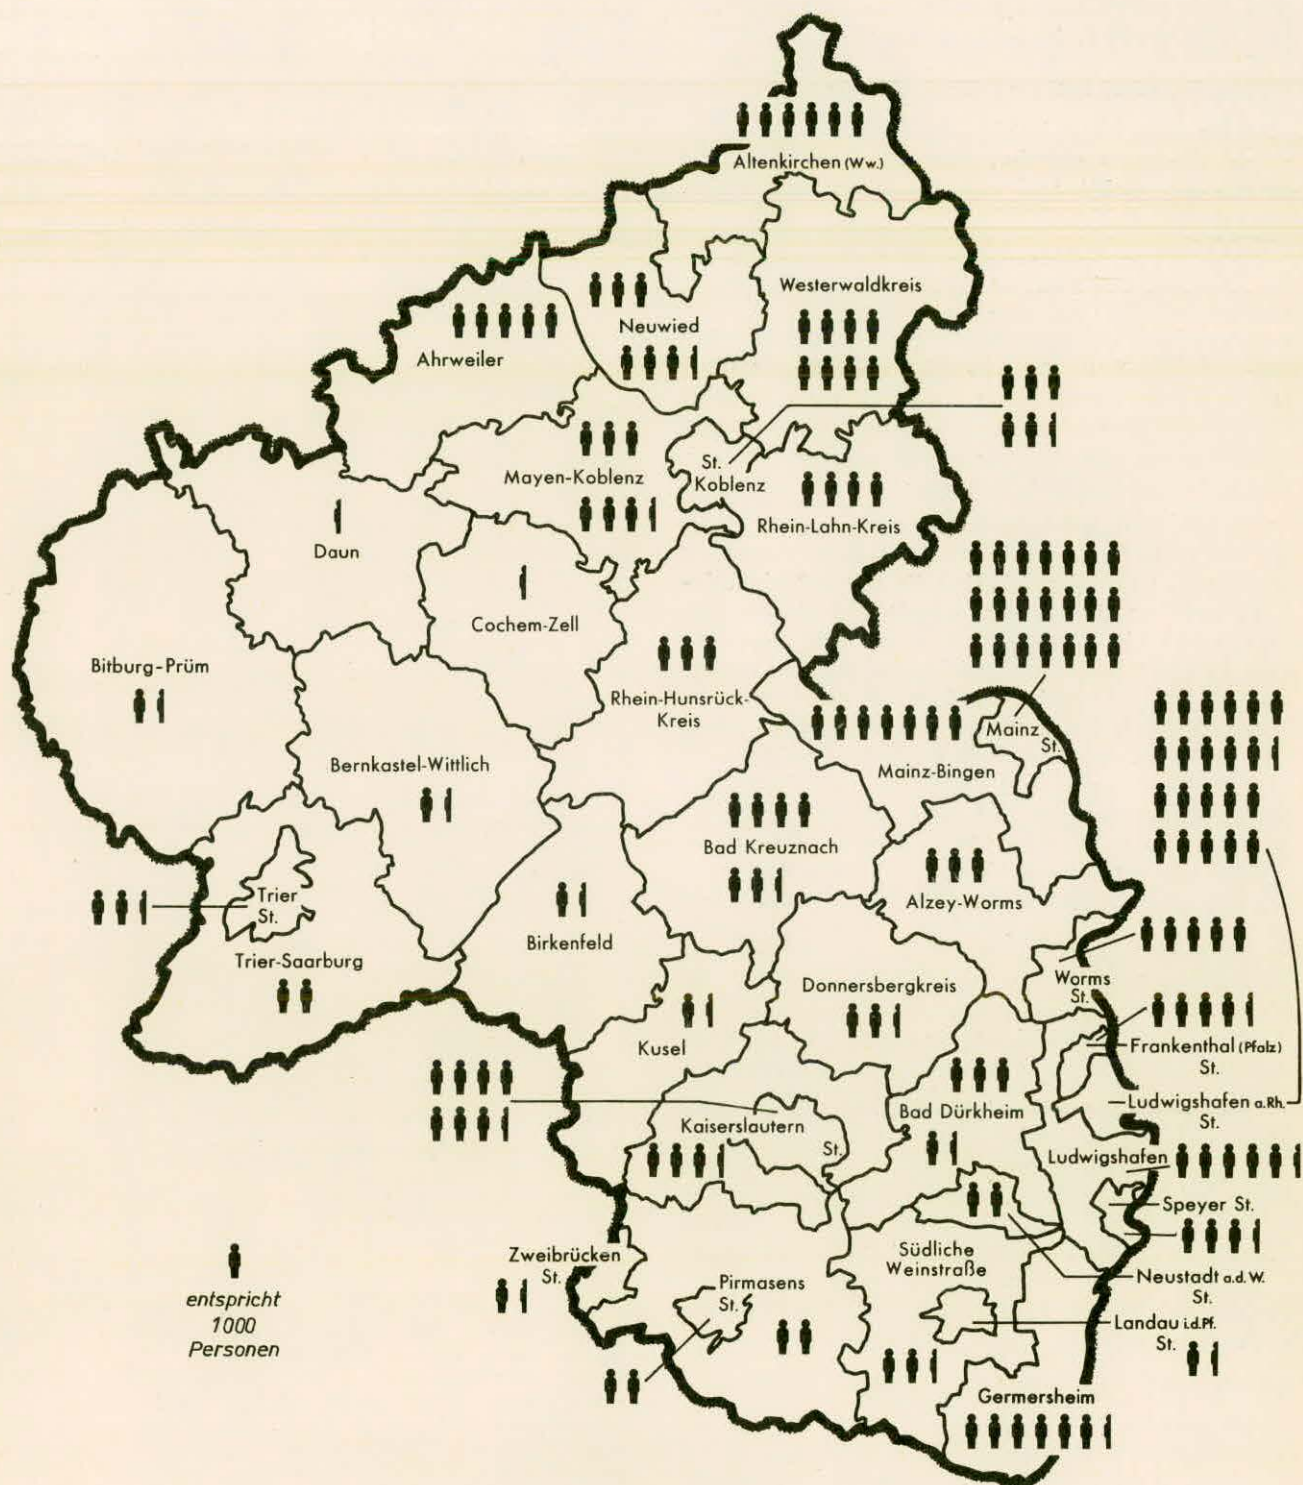 Altenkirchen (Ww.)
Westerwaldkreis
Neuwied
Ahrweiler
Mayen-Koblenz
St.
Koblenz
Rhein-Lahn-Kreis
Daun
Cochem-Zell
Bitburg-Prüm
Rhein-Hunsrück-
Kreis
Mainz
St.
Mainz-Bingen
Bernkastel-Wittlich
Bad Kreuznach
Alzey-Worms
Trier
St.
Birkenfeld
Trier-Saarburg
Donnersbergkreis
Worms
St.
Kusel
Frankenthal (Pfalz)
St.
Bad Dürkheim
Ludwigshafen a.Rh.
St.
Kaiserslautern
St.
Ludwigshafen
Speyer St.
Zweibrücken
St.
Südliche
Weinstraße
Neustadt a.d.W.
St.
Pirmasens
St.
Landau i.d.Pf.
St.
Germersheim
entspricht
1000
Personen